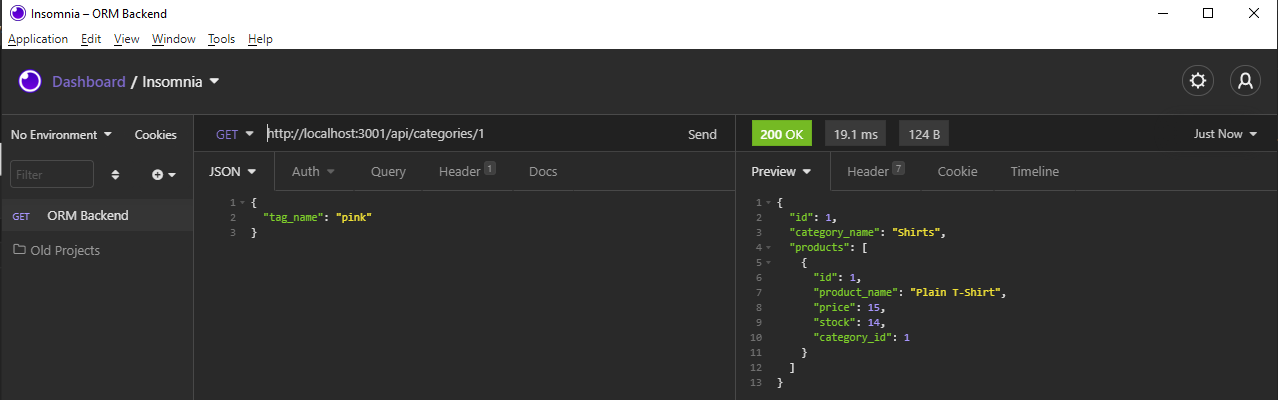 Insomnia – ORM Backend
Application Edit View Window Tools Help
Dashboard / Insomnia
No Environment Cookies
Filter
GET ORM Backend
Old Projects
GET http://localhost:3001/api/categories/1 Send
JSON Auth Query Header 1 Docs
1 {
2 "tag_name": "pink"
3 }
200 OK 19.1 ms 124 B Just Now
Preview Header 7 Cookie Timeline
1 {
2 "id": 1,
3 "category_name": "Shirts",
4 "products": [
5 {
6 "id": 1,
7 "product_name": "Plain T-Shirt",
8 "price": 15,
9 "stock": 14,
10 "category_id": 1
11 }
12 ]
13 }